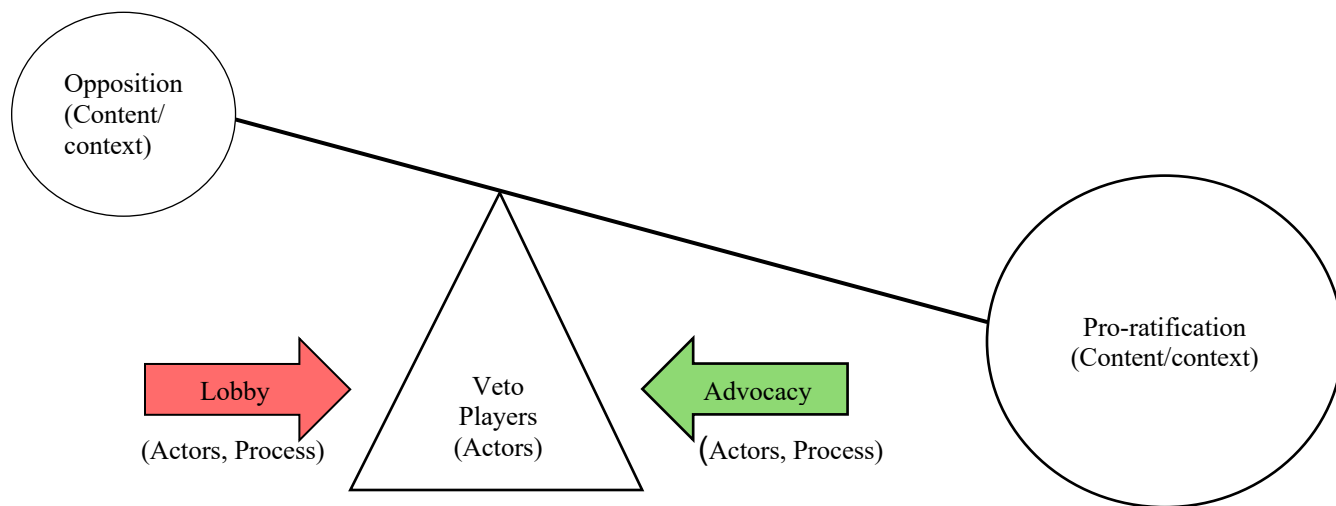 Opposition
(Content/
context)
Pro-ratification
(Content/context)
Lobby
(Actors, Process)
Veto
Players
(Actors)
Advocacy
(Actors, Process)